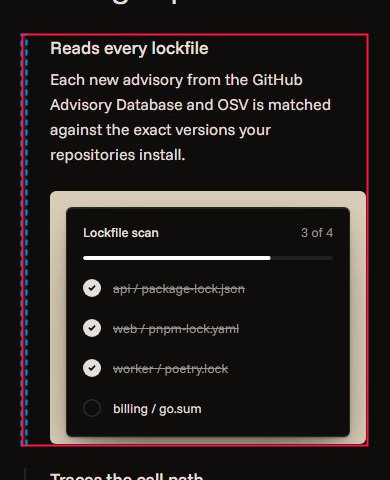 Reads every lockfile
Each new advisory from the GitHub
Advisory Database and OSV is matched
against the exact versions your
repositories install.
Lockfile scan 3 of 4
api / package-lock.json
web / pnpm-lock.yaml
worker / poetry.lock
billing / go.sum
Traces the call path